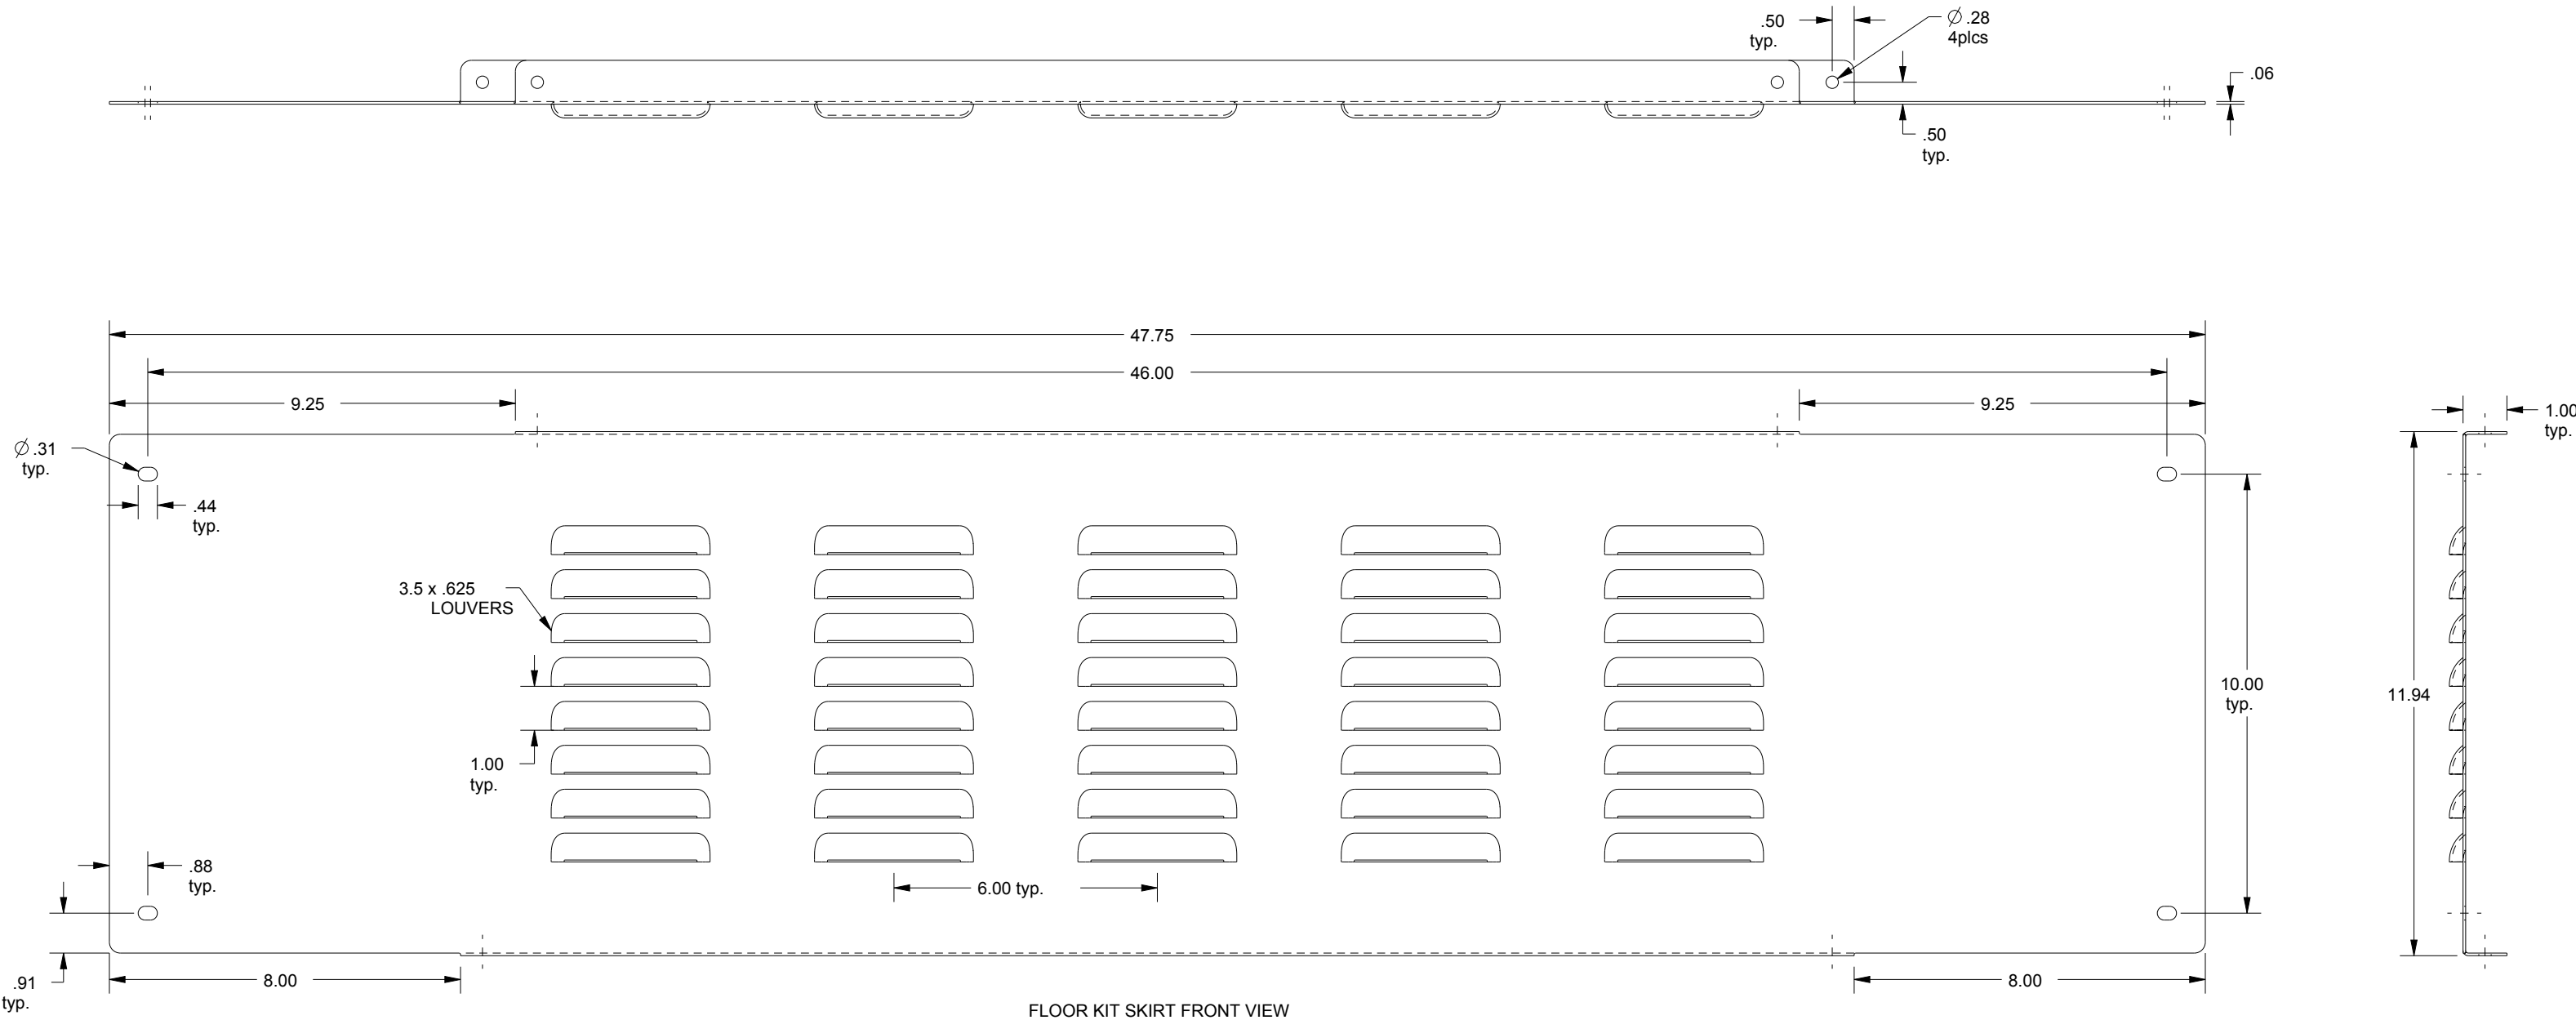 .50
typ.
∅ .28
4plcs
.06
.50
typ.
47.75
46.00
9.25
9.25
1.00
typ.
∅ .31
typ.
.44
typ.
3.5 x .625
LOUVERS
10.00
typ.
11.94
1.00
typ.
.88
typ.
6.00 typ.
.91
typ.
8.00
8.00
FLOOR KIT SKIRT FRONT VIEW